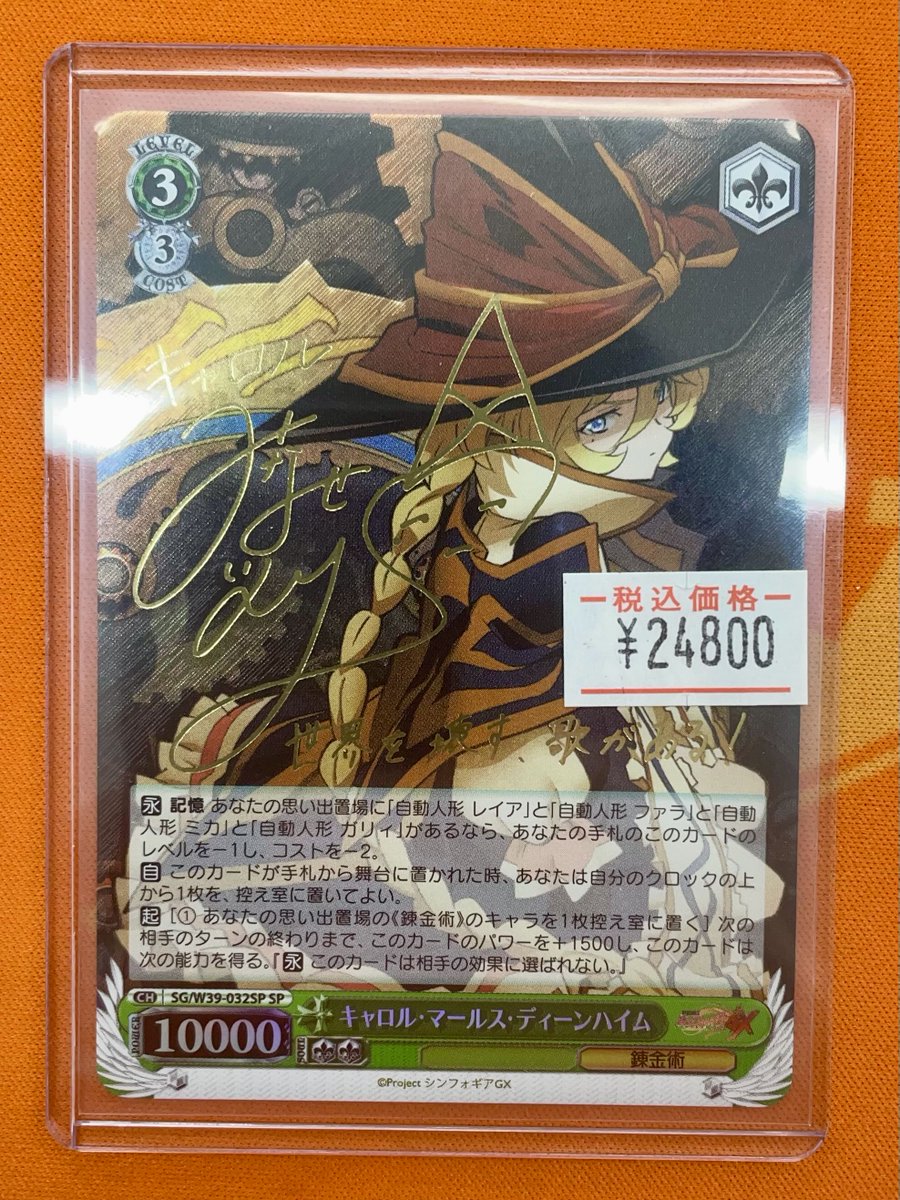 LEVEL
3
3
COST
キャロル
税込価格
¥24800
世界を壊す 歌がある!
永 記憶 あなたの思い出置場に「自動人形 レイア」と「自動人形 ファラ」と「自動
人形 ミカ」と「自動人形 ガリィ」があるなら、あなたの手札のこのカードの
レベルを－1し、コストを－2。
自 このカードが手札から舞台に置かれた時、あなたは自分のクロックの上
から1枚を、控え室に置いてよい。
起 [① あなたの思い出置場の《錬金術》のキャラを1枚控え室に置く] 次の
相手のターンの終わりまで、このカードのパワーを＋1500し、このカードは
次の能力を得る。『永 このカードは相手の効果に選ばれない。』
CH SG/W39-032SP SP
POWER 10000
キャロル・マールス・ディーンハイム
SOUL
錬金術
©Project シンフォギアGX